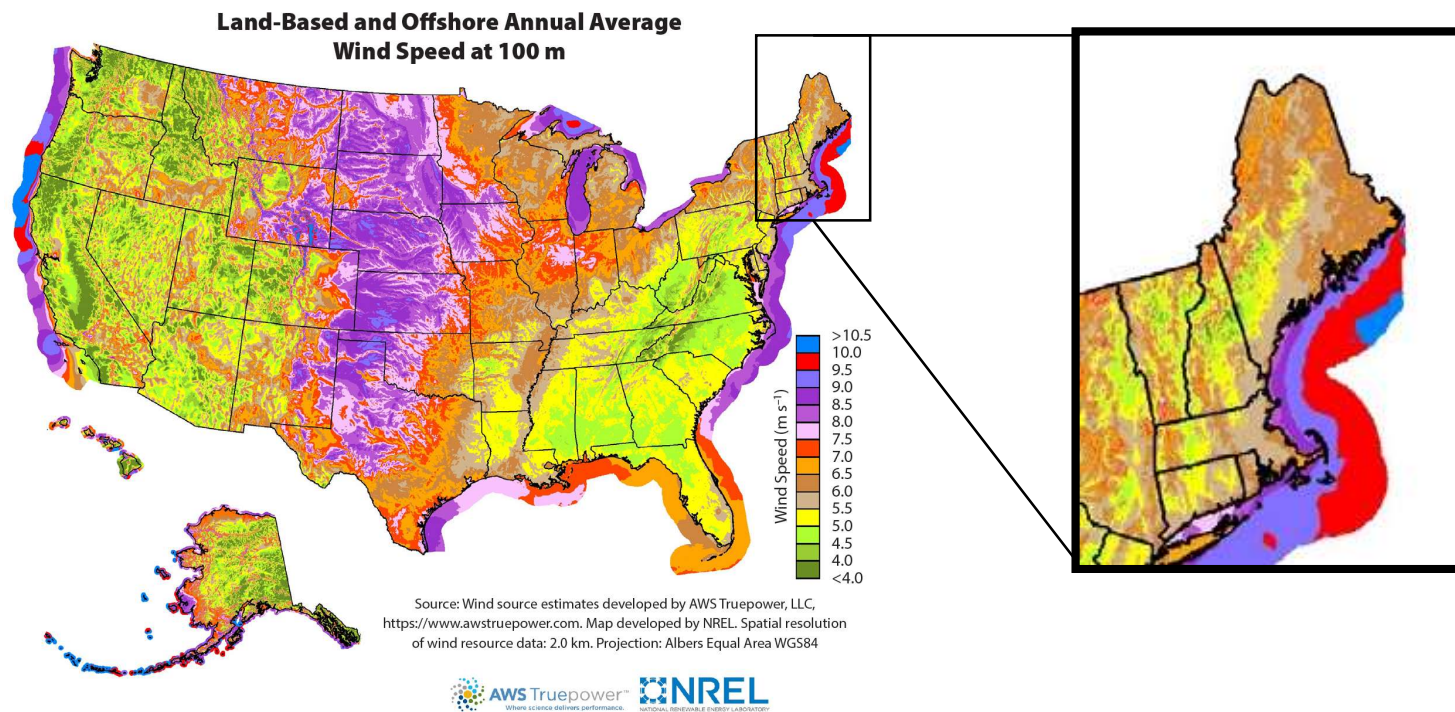 Land-Based and Offshore Annual Average
Wind Speed at 100 m
Wind Speed (m s⁻¹)
>10.5
10.0
9.5
9.0
8.5
8.0
7.5
7.0
6.5
6.0
5.5
5.0
4.5
4.0
<4.0
Source: Wind source estimates developed by AWS Truepower, LLC,
https://www.awstruepower.com. Map developed by NREL. Spatial resolution
of wind resource data: 2.0 km. Projection: Albers Equal Area WGS84
AWS Truepower™
Where science delivers performance.
NREL
NATIONAL RENEWABLE ENERGY LABORATORY